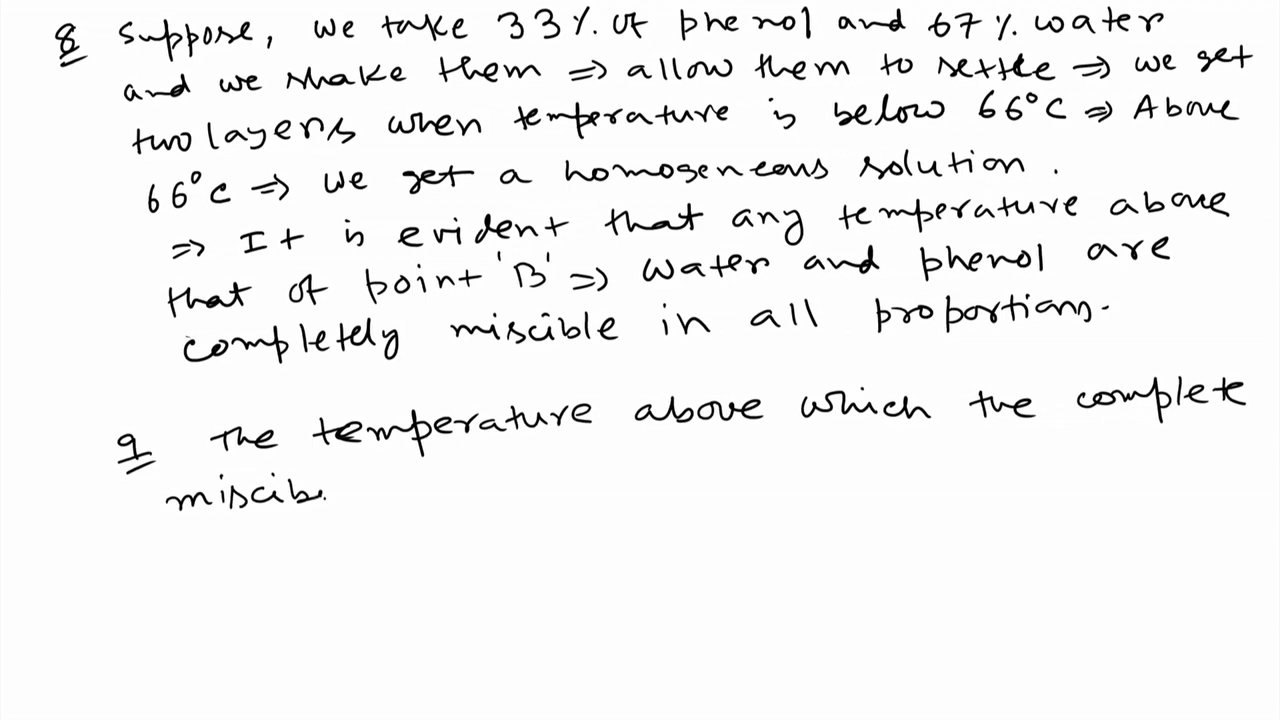 8 Suppose, we take 33%. of phenol and 67%. water
and we shake them ⇒ allow them to settle ⇒ we get
two layers when temperature is below 66°C ⇒ Above
66°C ⇒ we get a homogeneous solution.
⇒ It is evident that any temperature above
that of point 'B' ⇒ water and phenol are
completely miscible in all proportions.
9 The temperature above which the complete
miscib.